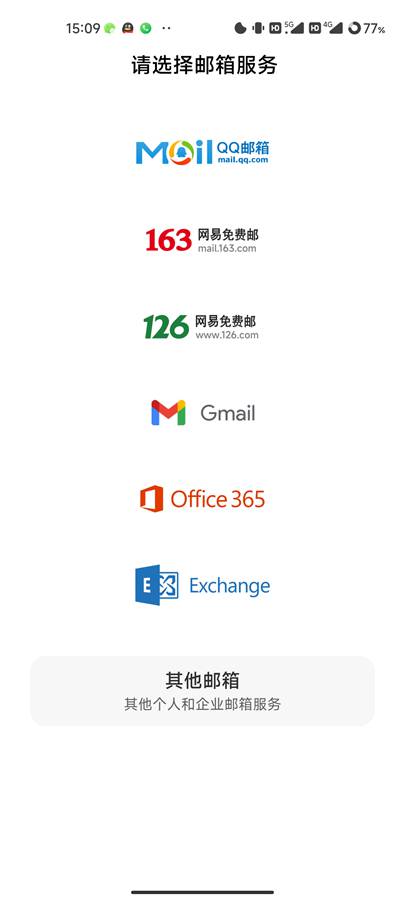 15:09
5G 4G 77%
请选择邮箱服务
Mail QQ邮箱
mail.qq.com
163 网易免费邮
mail.163.com
126 网易免费邮
www.126.com
Gmail
Office 365
E Exchange
其他邮箱
其他个人和企业邮箱服务